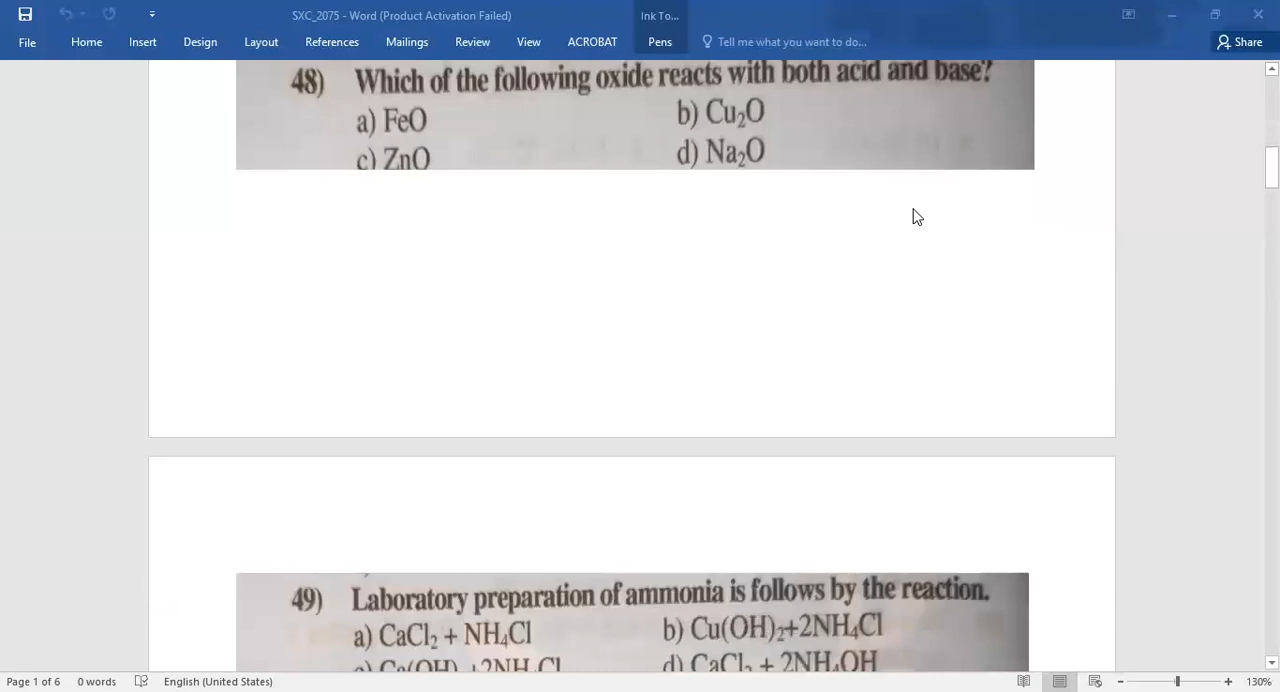 SXC_2075 - Word (Product Activation Failed)
Ink To...
File Home Insert Design Layout References Mailings Review View ACROBAT Pens Tell me what you want to do... Share
48) Which of the following oxide reacts with both acid and base?
a) FeO b) Cu₂O
c) ZnO d) Na₂O
49) Laboratory preparation of ammonia is follows by the reaction.
a) CaCl₂ + NH₄Cl b) Cu(OH)₂+2NH₄Cl
d) CaCl₂ + 2NH₄OH
Page 1 of 6 0 words English (United States) 130%